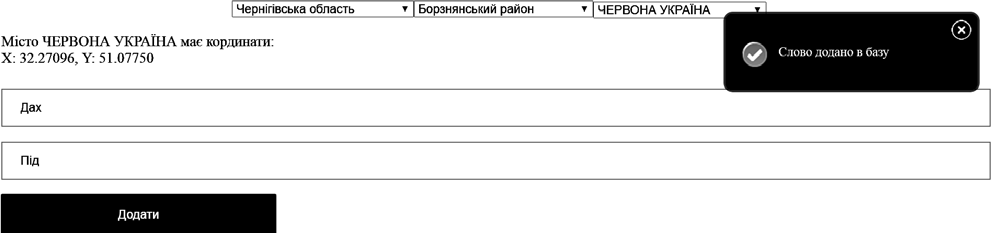 Чернігівська область Борзнянський район ЧЕРВОНА УКРАЇНА
Слово додано в базу
Місто ЧЕРВОНА УКРАЇНА має кординати:
X: 32.27096, Y: 51.07750
Дах
Під
Додати